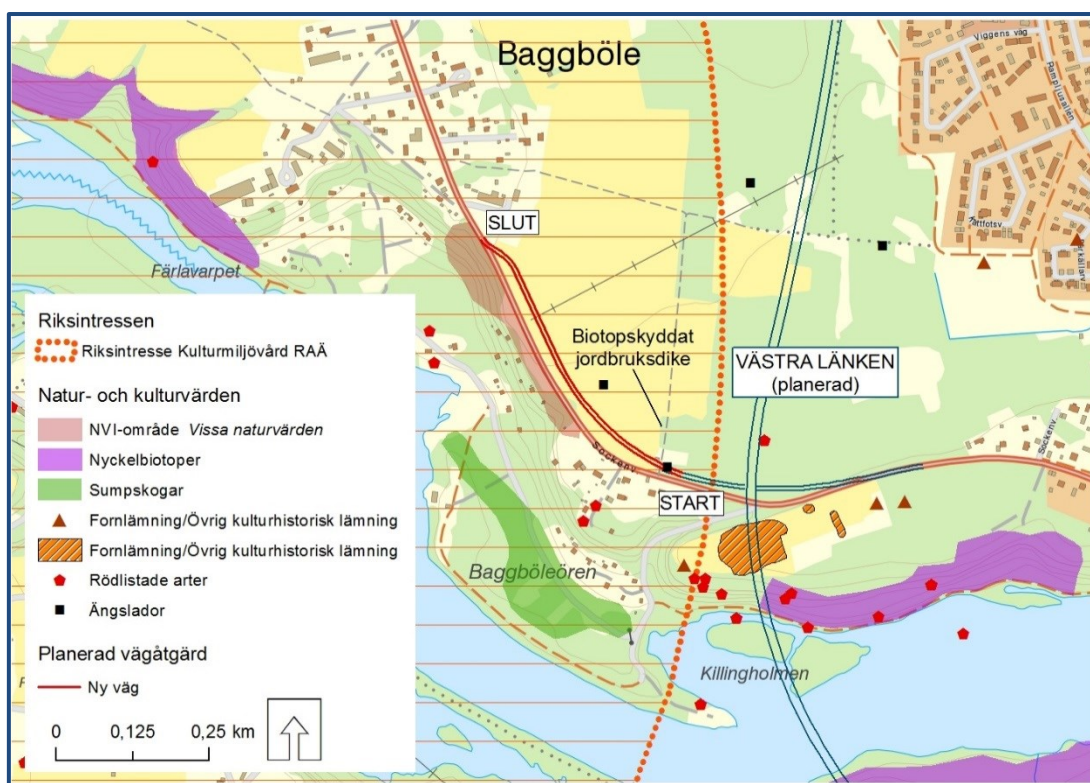 Baggböle
Viggens väg
SLUT
Färlavarpet
Riksintressen
Riksintresse Kulturmiljövård RAÄ
Natur- och kulturvärden
NVI-område Vissa naturvärden
Nyckelbiotoper
Sumpskogar
Fornlämning/Övrig kulturhistorisk lämning
Fornlämning/Övrig kulturhistorisk lämning
Rödlistade arter
Ängslador
Planerad vägåtgärd
Ny väg
0 0,125 0,25 km
Biotopskyddat
jordbruksdike
VÄSTRA LÄNKEN
(planerad)
Sockenv.
Sockenv.
START
Baggböleören
Killingholmen